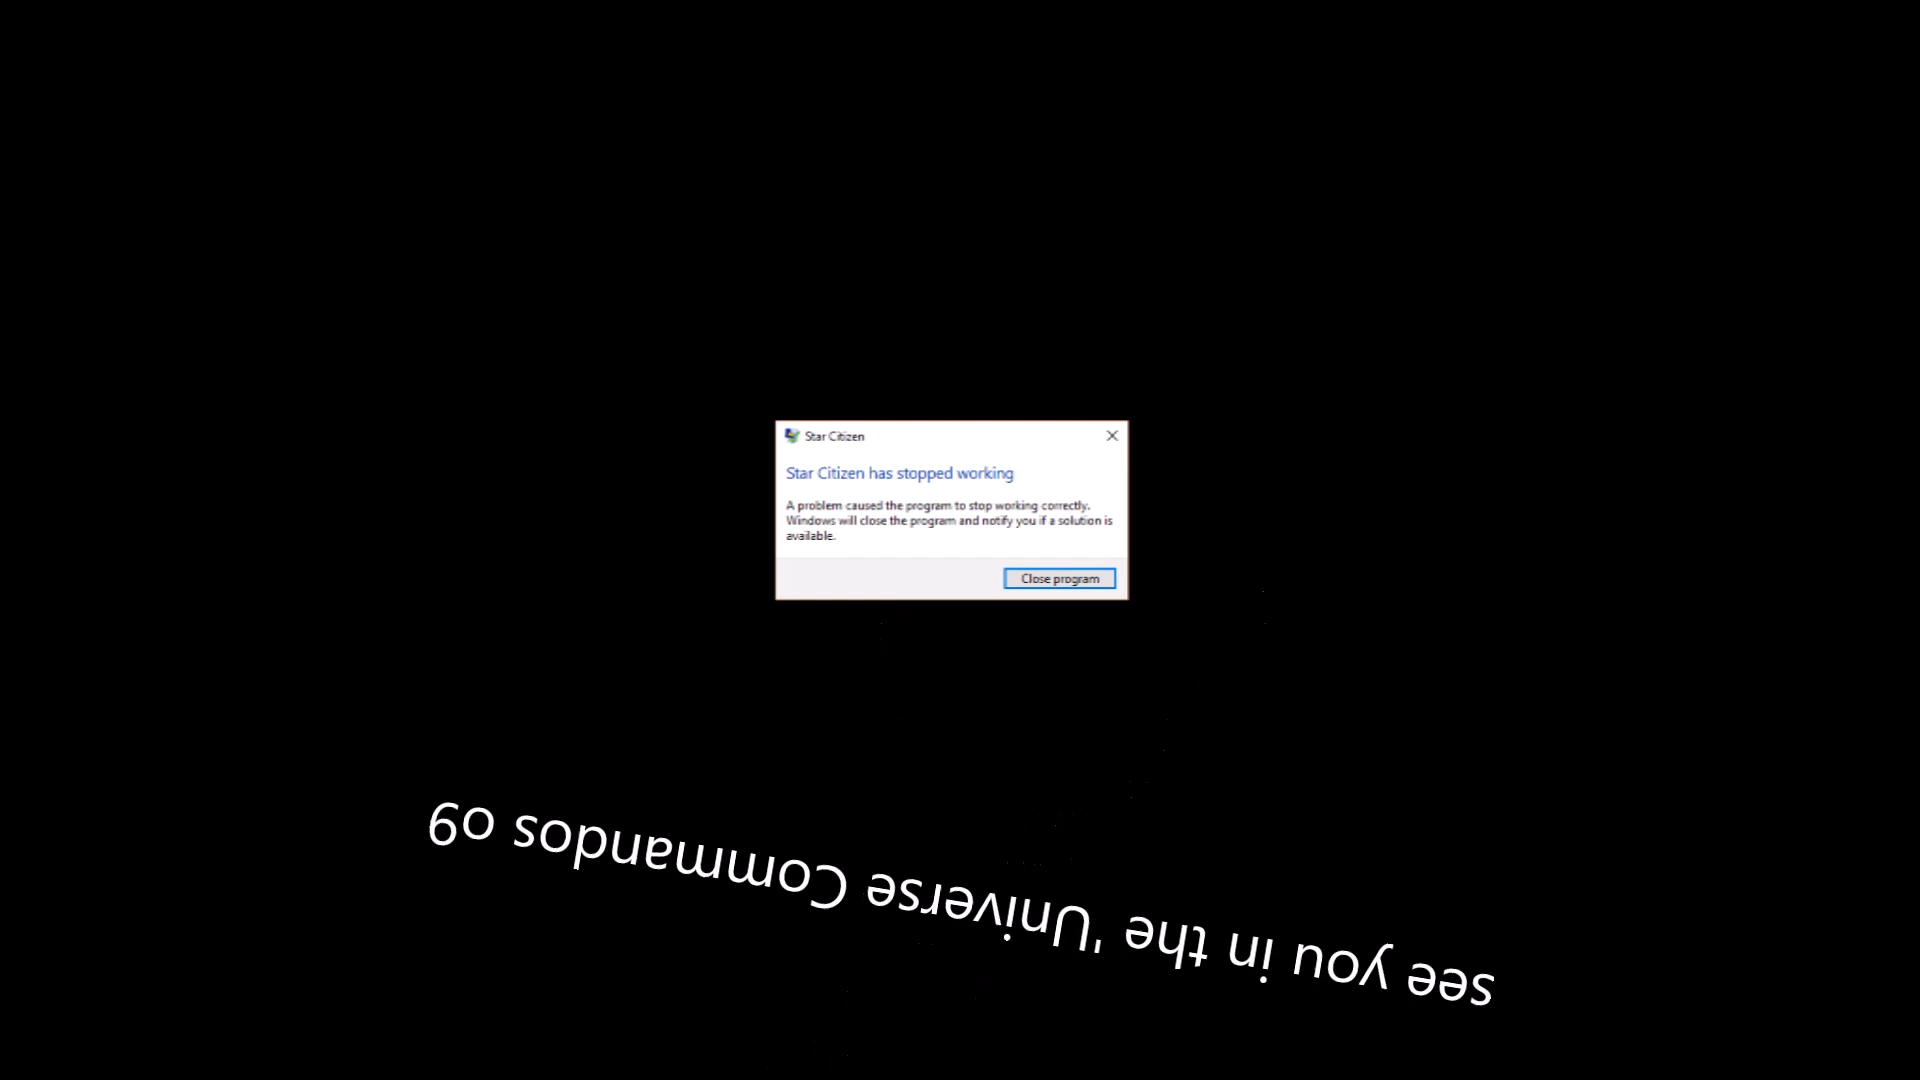 Star Citizen
Star Citizen has stopped working
A problem caused the program to stop working correctly.
Windows will close the program and notify you if a solution is
available.
Close program
see you in the 'Universe Commandos o9